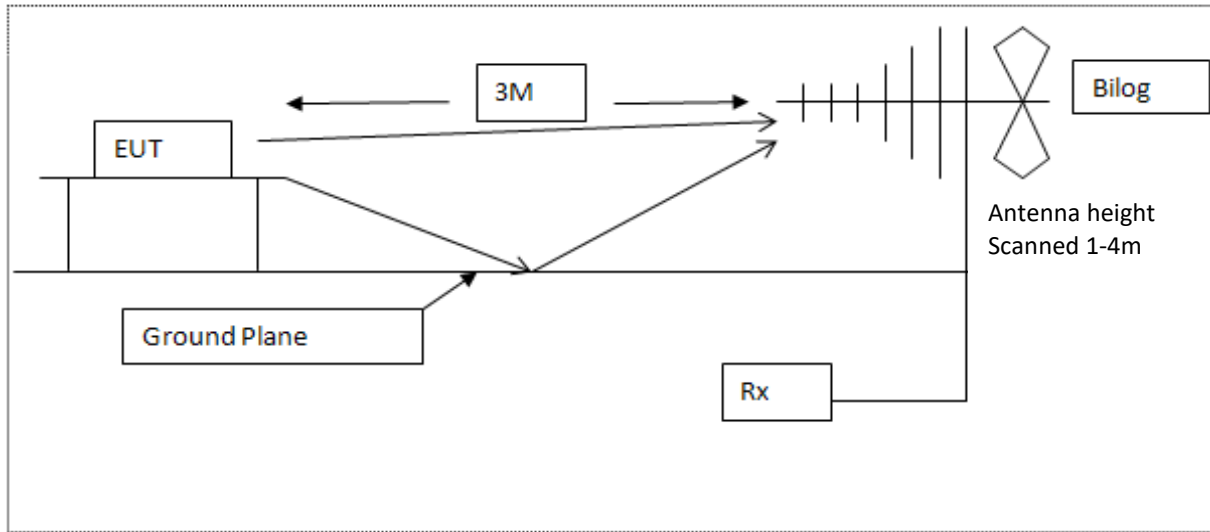 3M
Bilog
EUT
Antenna height
Scanned 1-4m
Ground Plane
Rx